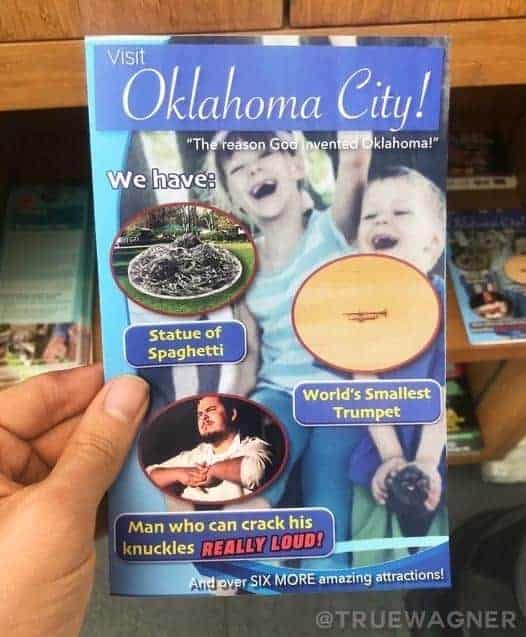 Visit
Oklahoma City!
"The reason God invented Oklahoma!"
We have:
Statue of
Spaghetti
World's Smallest
Trumpet
Man who can crack his
knuckles REALLY LOUD!
And over SIX MORE amazing attractions!
@TRUEWAGNER